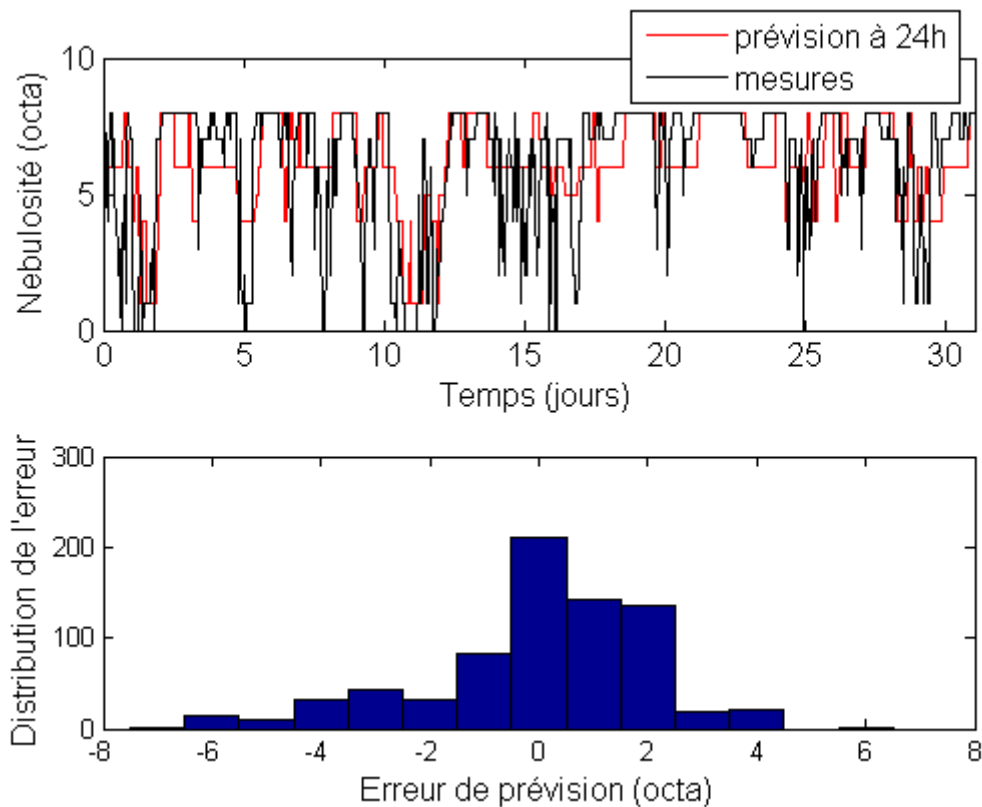 prévision à 24h
mesures
Nébulosité (octa)
10
5
0
0 5 10 15 20 25 30
Temps (jours)
Distribution de l'erreur
300
200
100
0
-8 -6 -4 -2 0 2 4 6 8
Erreur de prévision (octa)